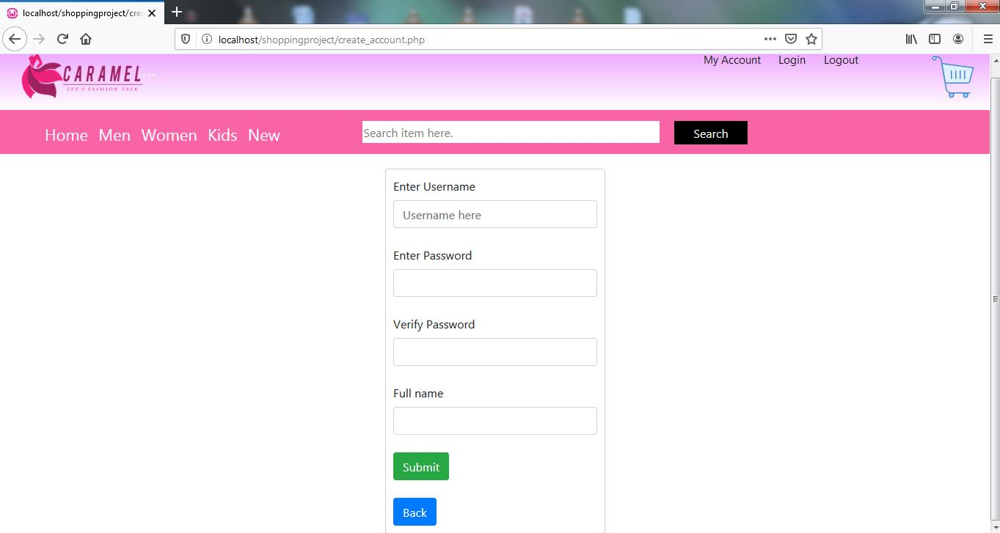 localhost/shoppingproject/crea
localhost/shoppingproject/create_account.php
CARAMEL
LET'S FASHION TALK
My Account Login Logout
Home Men Women Kids New
Search item here.
Search
Enter Username
Username here
Enter Password
Verify Password
Full name
Submit
Back